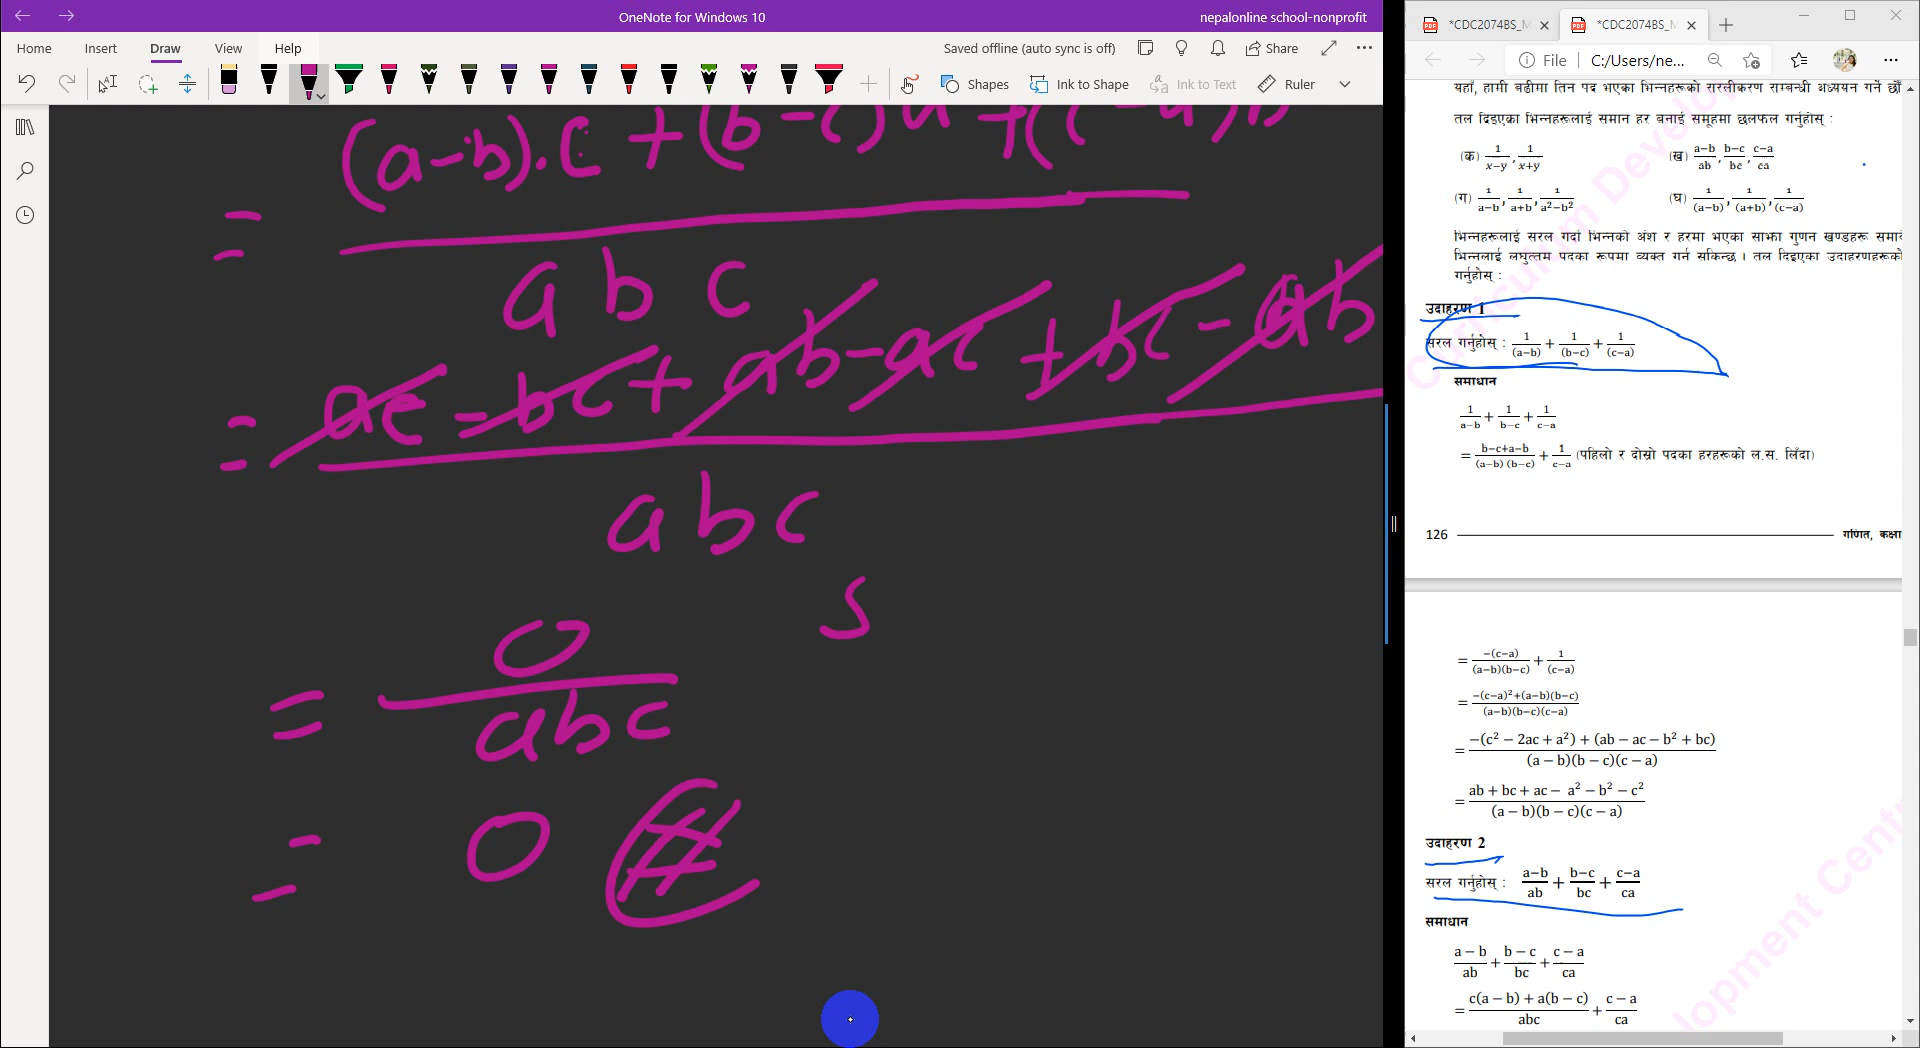 OneNote for Windows 10
nepalonline school-nonprofit
Home Insert Draw View Help
Saved offline (auto sync is off) Share
Shapes Ink to Shape Ink to Text Ruler
(a-b).c + (b-c)a + (c-a)b
=
a b c
= ac - bc + ab - ac + bc - ab
a b c
s
= 0
abc
= 0
*CDC2074BS_M *CDC2074BS_M
File C:/Users/ne...
यहाँ, हामी बढीमा तिन पद भएका भिन्नहरूको सरलीकरण सम्बन्धी अध्ययन गर्ने छौं
तल दिइएका भिन्नहरूलाई समान हर बनाई समूहमा छलफल गर्नुहोस् :
(क) 1/x−y , 1/x+y (ख) a−b/ab , b−c/bc , c−a/ca
(ग) 1/a−b , 1/a+b , 1/a²−b² (घ) 1/(a−b) , 1/(a+b) , 1/(c−a)
भिन्नहरूलाई सरल गर्दा भिन्नको अंश र हरमा भएका साझा गुणन खण्डहरू
भिन्नलाई लघुत्तम पदका रूपमा व्यक्त गर्न सकिन्छ । तल दिइएका उदाहरणहरूको
गर्नुहोस् :
उदाहरण 1
सरल गर्नुहोस् : 1/(a−b) + 1/(b−c) + 1/(c−a)
समाधान
1/a−b + 1/b−c + 1/c−a
= b−c+a−b/(a−b)(b−c) + 1/c−a (पहिलो र दोस्रो पदका हरहरूको ल.स. लिँदा)
126 गणित, कक्षा
= −(c−a)/(a−b)(b−c) + 1/(c−a)
= −(c−a)²+(a−b)(b−c)/(a−b)(b−c)(c−a)
= −(c² − 2ac + a²) + (ab − ac − b² + bc)/(a − b)(b − c)(c − a)
= ab + bc + ac − a² − b² − c²/(a − b)(b − c)(c − a)
उदाहरण 2
सरल गर्नुहोस् : a−b/ab + b−c/bc + c−a/ca
समाधान
a − b/ab + b − c/bc + c − a/ca
= c(a − b) + a(b − c)/abc + c − a/ca